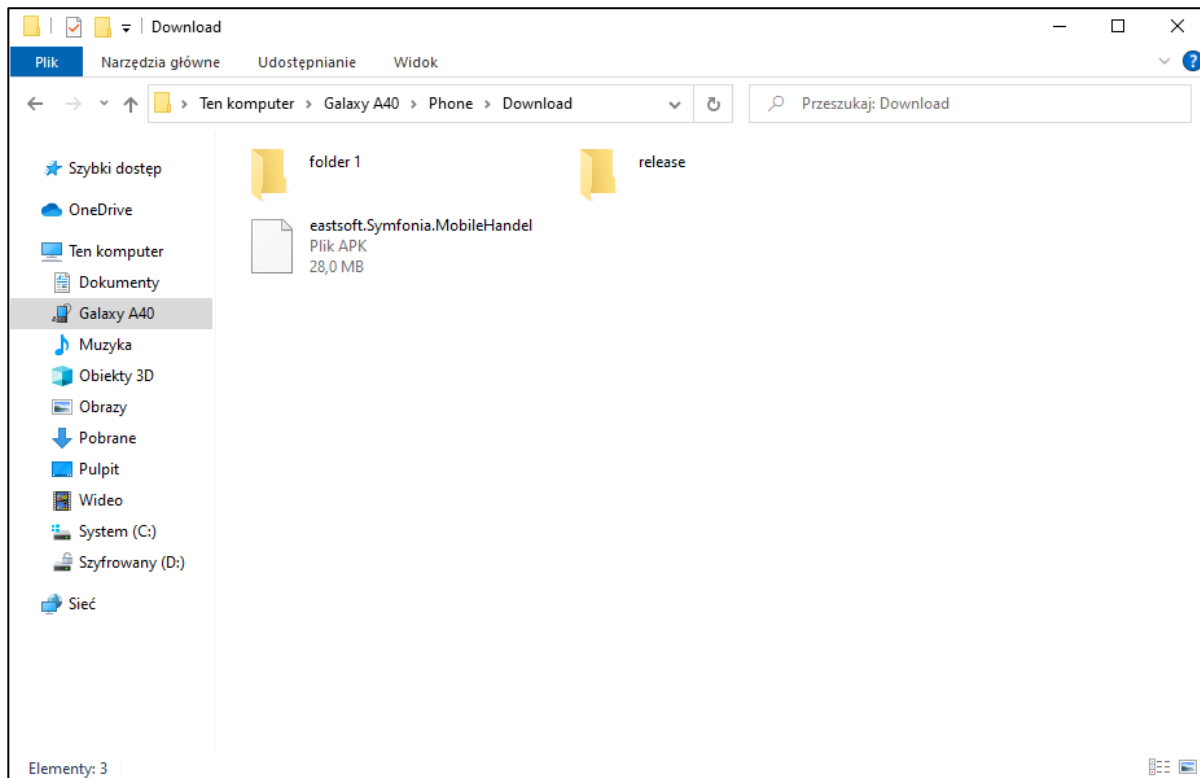 Download
Plik Narzędzia główne Udostępnianie Widok
Ten komputer Galaxy A40 Phone Download Przeszukaj: Download
Szybki dostęp
OneDrive
Ten komputer
Dokumenty
Galaxy A40
Muzyka
Obiekty 3D
Obrazy
Pobrane
Pulpit
Wideo
System (C:)
Szyfrowany (D:)
Sieć
folder 1
release
eastsoft.Symfonia.MobileHandel
Plik APK
28,0 MB
Elementy: 3